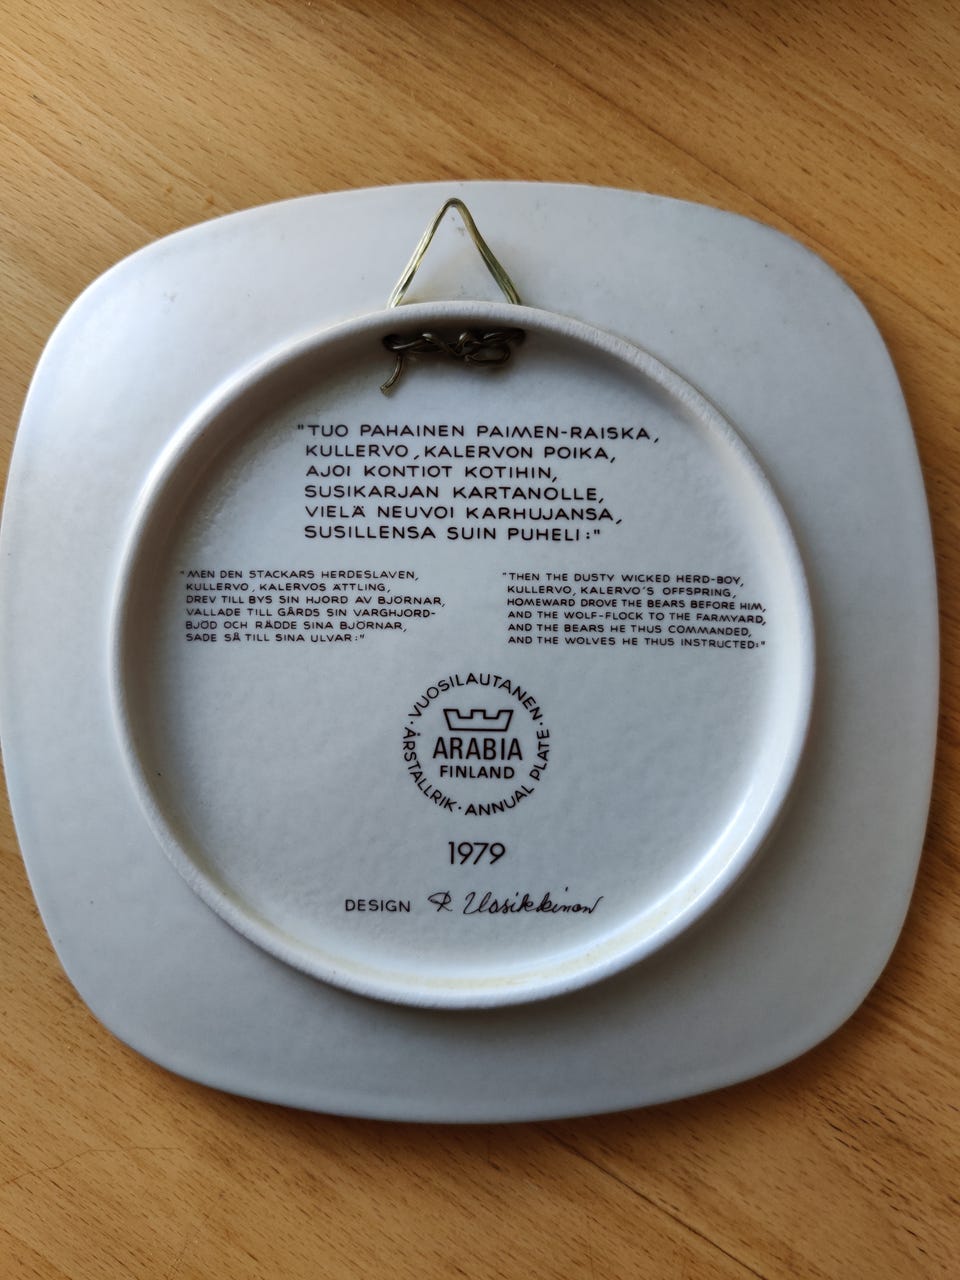 "TUO PAHAINEN PAIMEN-RAISKA,
KULLERVO, KALERVON POIKA,
AJOI KONTIOT KOTIHIN,
SUSIKARJAN KARTANOLLE,
VIELÄ NEUVOI KARHUJANSA,
SUSILLENSA SUIN PUHELI:"
"MEN DEN STACKARS HERDESLAVEN,
KULLERVO, KALERVOS ÄTTLING,
DREV TILL BYS SIN HJORD AV BJÖRNAR,
VALLADE TILL GÅRDS SIN VARGHJORD-
BJÖD OCH RÄDDE SINA BJÖRNAR,
SADE SÅ TILL SINA ULVAR:"
"THEN THE DUSTY WICKED HERD-BOY,
KULLERVO, KALERVO'S OFFSPRING,
HOMEWARD DROVE THE BEARS BEFORE HIM,
AND THE WOLF-FLOCK TO THE FARMYARD,
AND THE BEARS HE THUS COMMANDED,
AND THE WOLVES HE THUS INSTRUCTED:"
· VUOSILAUTANEN · ANNUAL PLATE · ÅRSTALLRIK
ARABIA
FINLAND
1979
DESIGN R. Uosikkinen